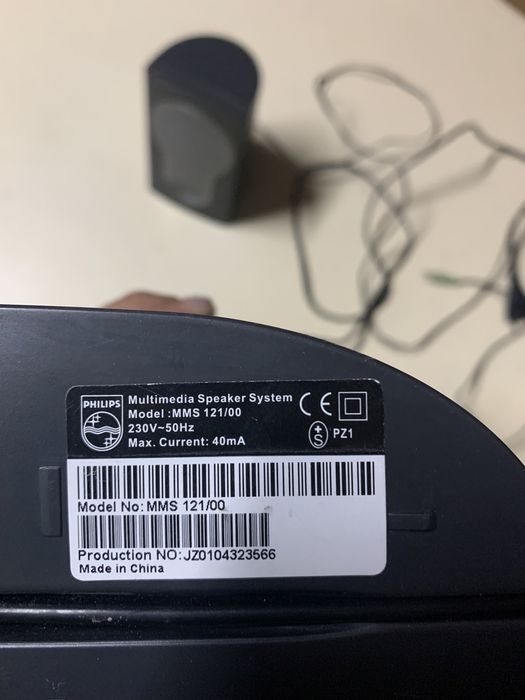 PHILIPS
Multimedia Speaker System
Model :MMS 121/00
230V~50Hz
Max. Current: 40mA
CE
S
PZ1
Model No: MMS 121/00
Production NO: JZ0104323566
Made in China